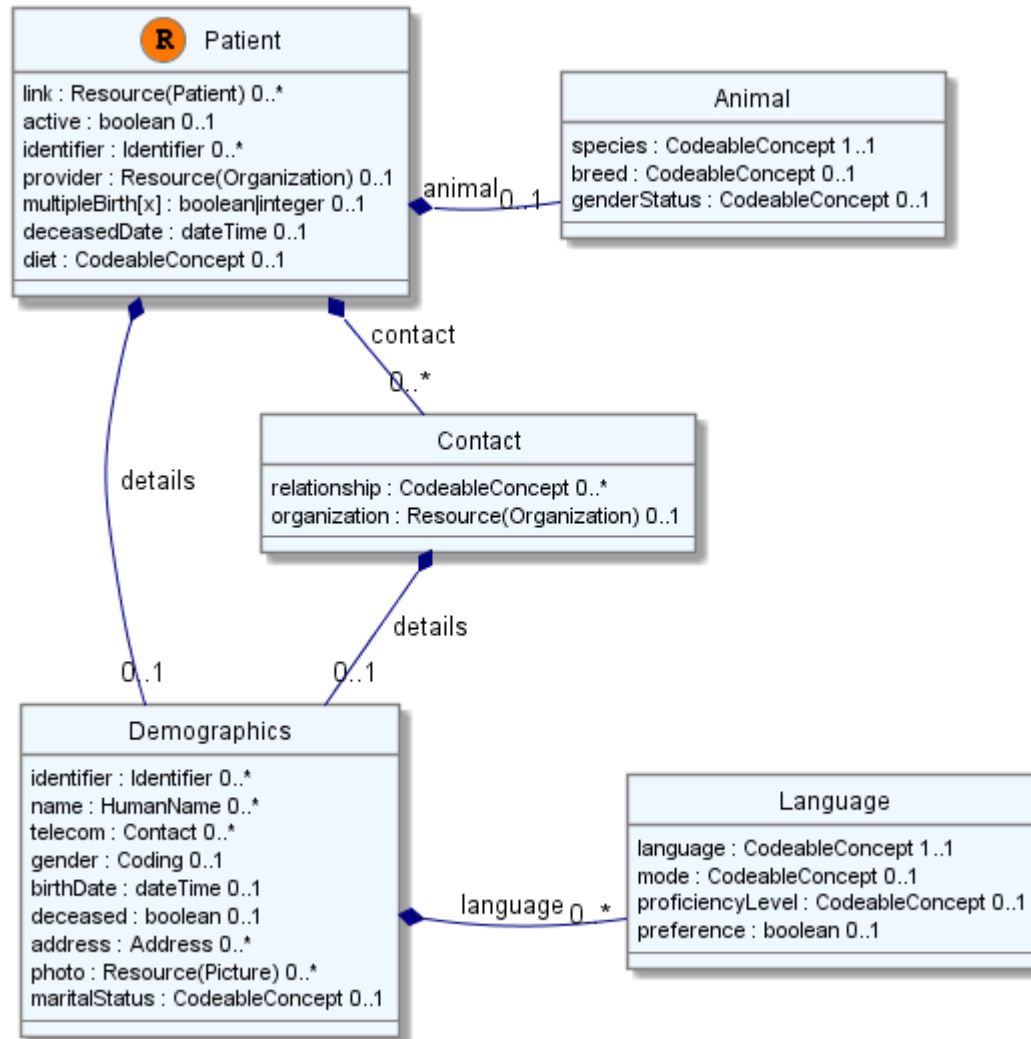 R Patient
link : Resource(Patient) 0..*
active : boolean 0..1
identifier : Identifier 0..*
provider : Resource(Organization) 0..1
multipleBirth[x] : boolean|integer 0..1
deceasedDate : dateTime 0..1
diet : CodeableConcept 0..1
animal 0..1
Animal
species : CodeableConcept 1..1
breed : CodeableConcept 0..1
genderStatus : CodeableConcept 0..1
contact
0..*
Contact
relationship : CodeableConcept 0..*
organization : Resource(Organization) 0..1
details
0..1
details
0..1
Demographics
identifier : Identifier 0..*
name : HumanName 0..*
telecom : Contact 0..*
gender : Coding 0..1
birthDate : dateTime 0..1
deceased : boolean 0..1
address : Address 0..*
photo : Resource(Picture) 0..*
maritalStatus : CodeableConcept 0..1
language 0..*
Language
language : CodeableConcept 1..1
mode : CodeableConcept 0..1
proficiencyLevel : CodeableConcept 0..1
preference : boolean 0..1